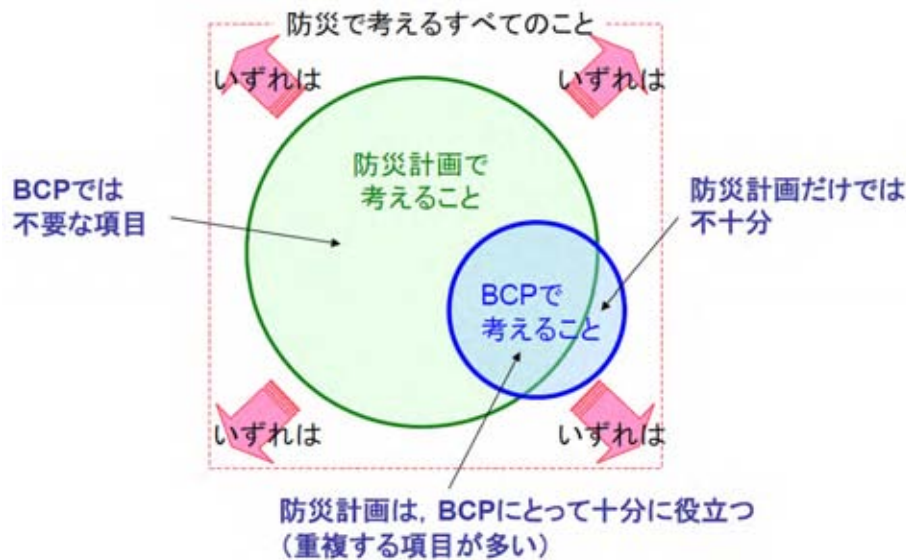 防災で考えるすべてのこと
いずれは
いずれは
防災計画で
考えること
BCPでは
不要な項目
防災計画だけでは
不十分
BCPで
考えること
いずれは
いずれは
防災計画は，BCPにとって十分に役立つ
（重複する項目が多い）